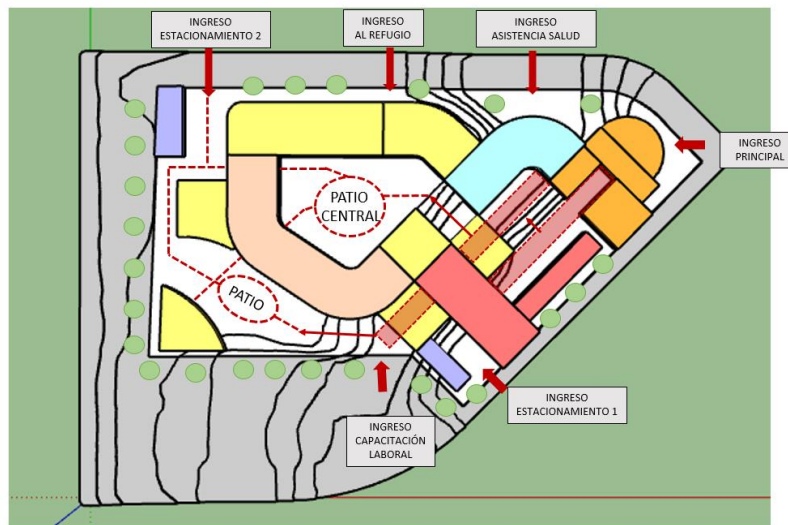 INGRESO
ESTACIONAMIENTO 2
INGRESO
AL REFUGIO
INGRESO
ASISTENCIA SALUD
INGRESO
PRINCIPAL
PATIO
CENTRAL
PATIO
INGRESO
ESTACIONAMIENTO 1
INGRESO
CAPACITACIÓN
LABORAL